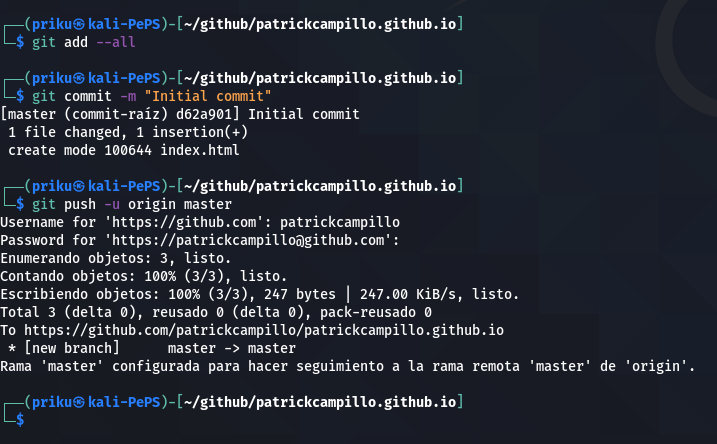 ┌──(priku㉿kali-PePS)-[~/github/patrickcampillo.github.io]
└─$ git add --all
┌──(priku㉿kali-PePS)-[~/github/patrickcampillo.github.io]
└─$ git commit -m "Initial commit"
[master (commit-raíz) d62a901] Initial commit
 1 file changed, 1 insertion(+)
 create mode 100644 index.html
┌──(priku㉿kali-PePS)-[~/github/patrickcampillo.github.io]
└─$ git push -u origin master
Username for 'https://github.com': patrickcampillo
Password for 'https://patrickcampillo@github.com':
Enumerando objetos: 3, listo.
Contando objetos: 100% (3/3), listo.
Escribiendo objetos: 100% (3/3), 247 bytes | 247.00 KiB/s, listo.
Total 3 (delta 0), reusado 0 (delta 0), pack-reusado 0
To https://github.com/patrickcampillo/patrickcampillo.github.io
 * [new branch]      master -> master
Rama 'master' configurada para hacer seguimiento a la rama remota 'master' de 'origin'.
┌──(priku㉿kali-PePS)-[~/github/patrickcampillo.github.io]
└─$